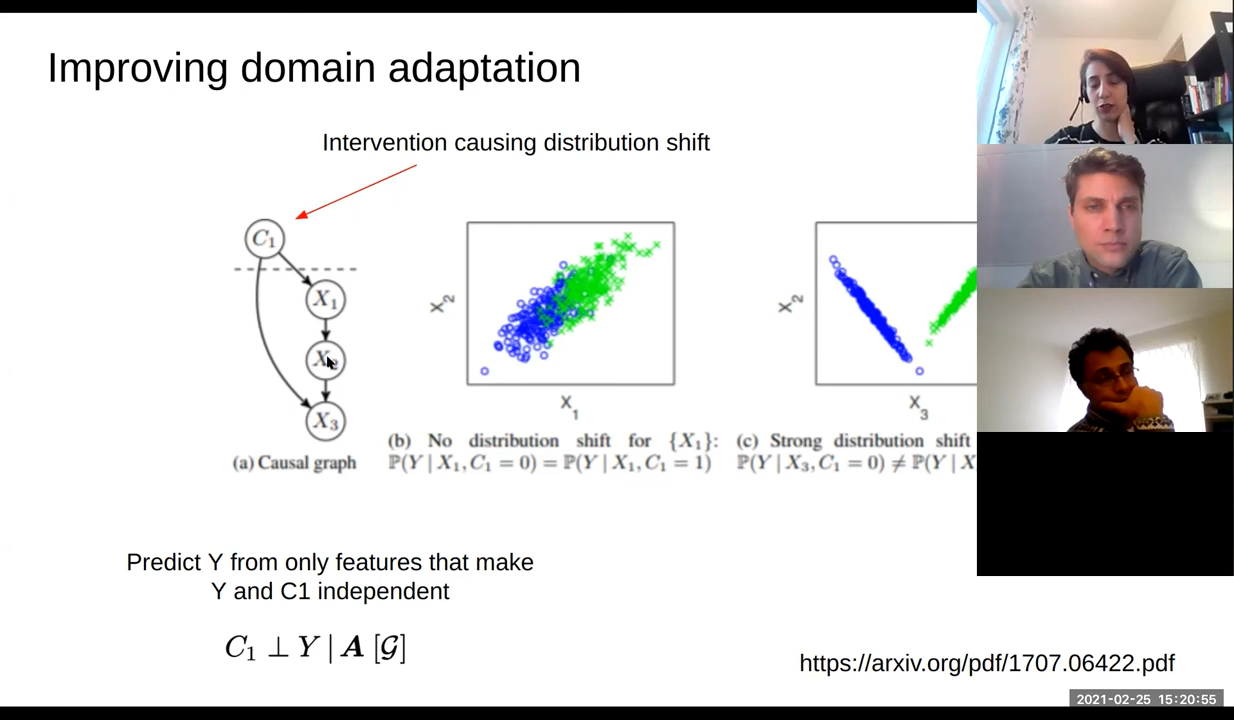 Improving domain adaptation
Intervention causing distribution shift
C₁
X₁
X₃
X₂
X₁
X₂
X₃
(a) Causal graph
(b) No distribution shift for {X₁}:
ℙ(Y | X₁, C₁ = 0) = ℙ(Y | X₁, C₁ = 1)
(c) Strong distribution shift
ℙ(Y | X₃, C₁ = 0) ≠ ℙ(Y | X
Predict Y from only features that make
Y and C1 independent
C₁ ⊥ Y | A [𝒢]
https://arxiv.org/pdf/1707.06422.pdf
2021-02-25 15:20:55